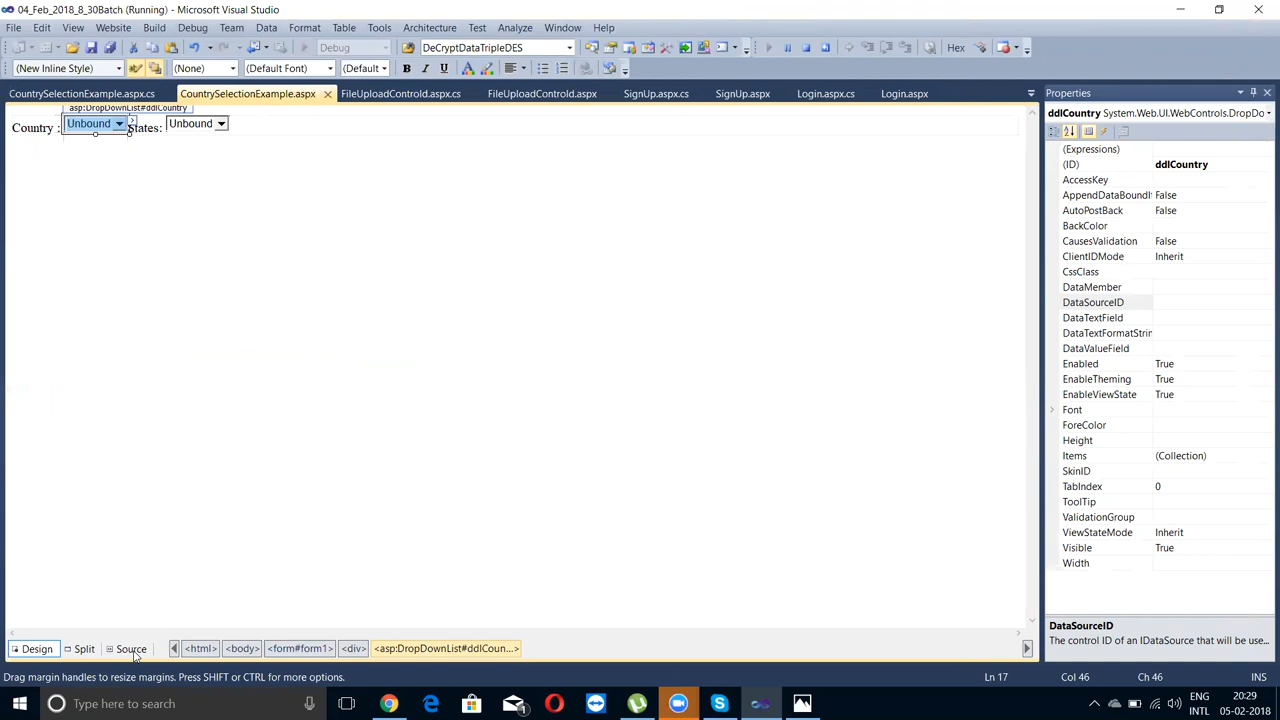 04_Feb_2018_8_30Batch (Running) - Microsoft Visual Studio
File Edit View Website Build Debug Team Data Format Table Tools Architecture Test Analyze Window Help
Debug DeCryptDataTripleDES Hex
(New Inline Style) (None) (Default Font) (Default B I U A
CountrySelectionExample.aspx.cs CountrySelectionExample.aspx FileUploadControld.aspx.cs FileUploadControld.aspx SignUp.aspx.cs SignUp.aspx Login.aspx.cs Login.aspx
asp:DropDownList#ddlCountry
Country : Unbound States: Unbound
Properties
ddlCountry System.Web.UI.WebControls.DropDo
(Expressions)
(ID) ddlCountry
AccessKey
AppendDataBoundI False
AutoPostBack False
BackColor
CausesValidation False
ClientIDMode Inherit
CssClass
DataMember
DataSourceID
DataTextField
DataTextFormatStrin
DataValueField
Enabled True
EnableTheming True
EnableViewState True
Font
ForeColor
Height
Items (Collection)
SkinID
TabIndex 0
ToolTip
ValidationGroup
ViewStateMode Inherit
Visible True
Width
DataSourceID
The control ID of an IDataSource that will be use...
Design Split Source <html> <body> <form#form1> <div> <asp:DropDownList#ddlCoun...>
Drag margin handles to resize margins. Press SHIFT or CTRL for more options. Ln 17 Col 46 Ch 46 INS
Type here to search 1 ENG 20:29
INTL 05-02-2018